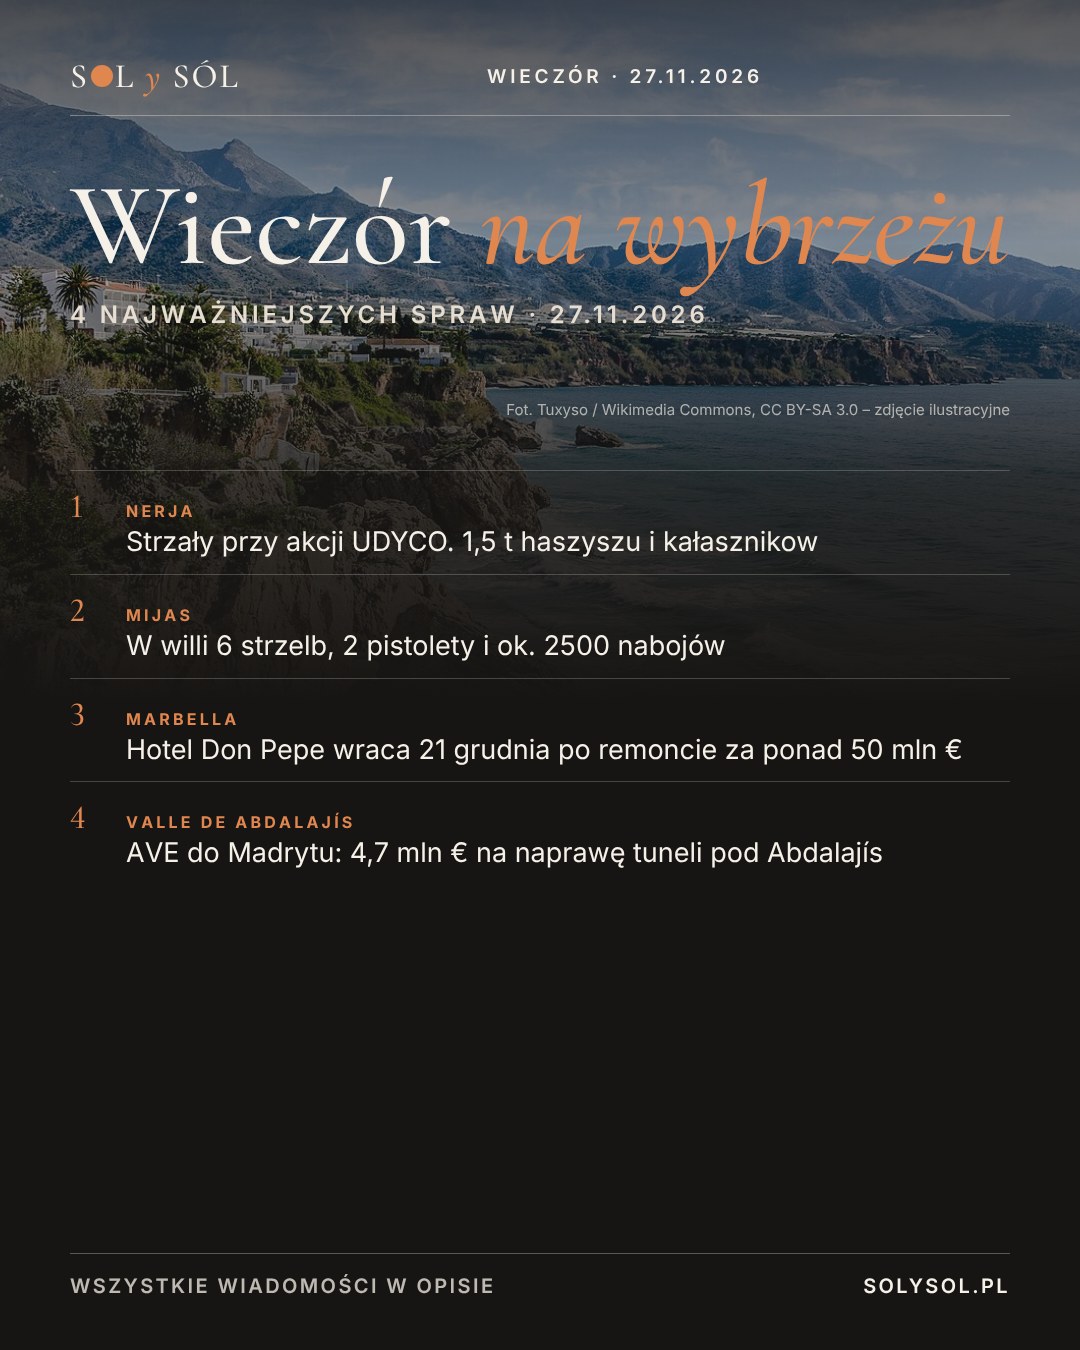 SOL y SÓL
WIECZÓR · 27.11.2026
Wieczór na wybrzeżu
4 NAJWAŻNIEJSZYCH SPRAW · 27.11.2026
Fot. Tuxyso / Wikimedia Commons, CC BY-SA 3.0 – zdjęcie ilustracyjne
1 NERJA
Strzały przy akcji UDYCO. 1,5 t haszyszu i kałasznikow
2 MIJAS
W willi 6 strzelb, 2 pistolety i ok. 2500 nabojów
3 MARBELLA
Hotel Don Pepe wraca 21 grudnia po remoncie za ponad 50 mln €
4 VALLE DE ABDALAJÍS
AVE do Madrytu: 4,7 mln € na naprawę tuneli pod Abdalajís
WSZYSTKIE WIADOMOŚCI W OPISIE
SOLYSOL.PL